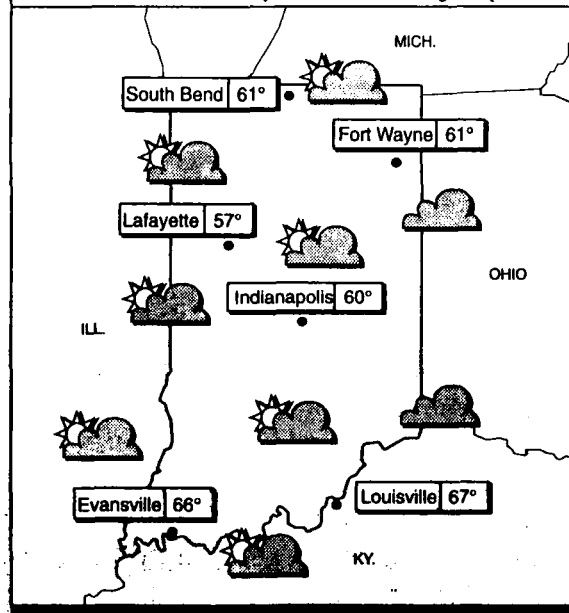 MICH.
South Bend 61°
Fort Wayne 61°
Lafayette 57°
OHIO
Indianapolis 60°
ILL.
Evansville 66°
Louisville 67°
KY.